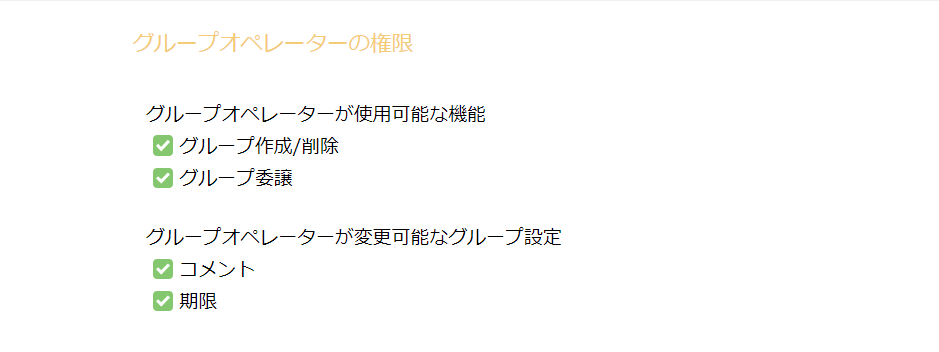 グループオペレーターの権限
グループオペレーターが使用可能な機能
グループ作成/削除
グループ委譲
グループオペレーターが変更可能なグループ設定
コメント
期限